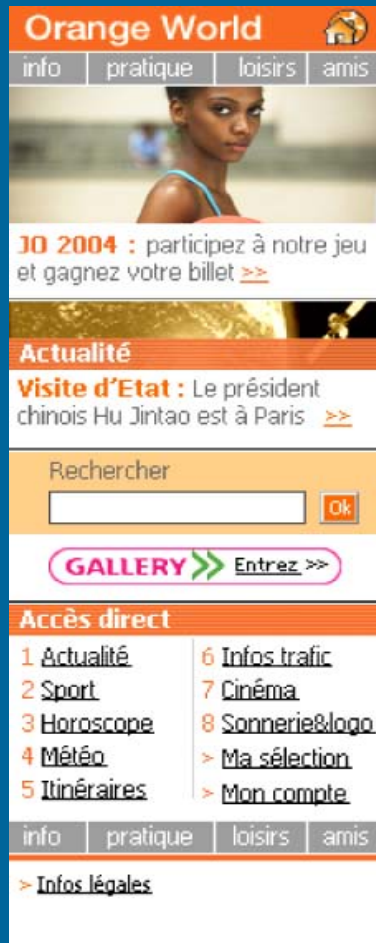 Orange World
info pratique loisirs amis
JO 2004 : participez à notre jeu
et gagnez votre billet >>
Actualité
Visite d'Etat : Le président
chinois Hu Jintao est à Paris >>
Rechercher
Ok
GALLERY >> Entrez >>
Accès direct
1 Actualité
2 Sport
3 Horoscope
4 Météo
5 Itinéraires
6 Infos trafic
7 Cinéma
8 Sonnerie&logo
> Ma sélection
> Mon compte
info pratique loisirs amis
> Infos légales